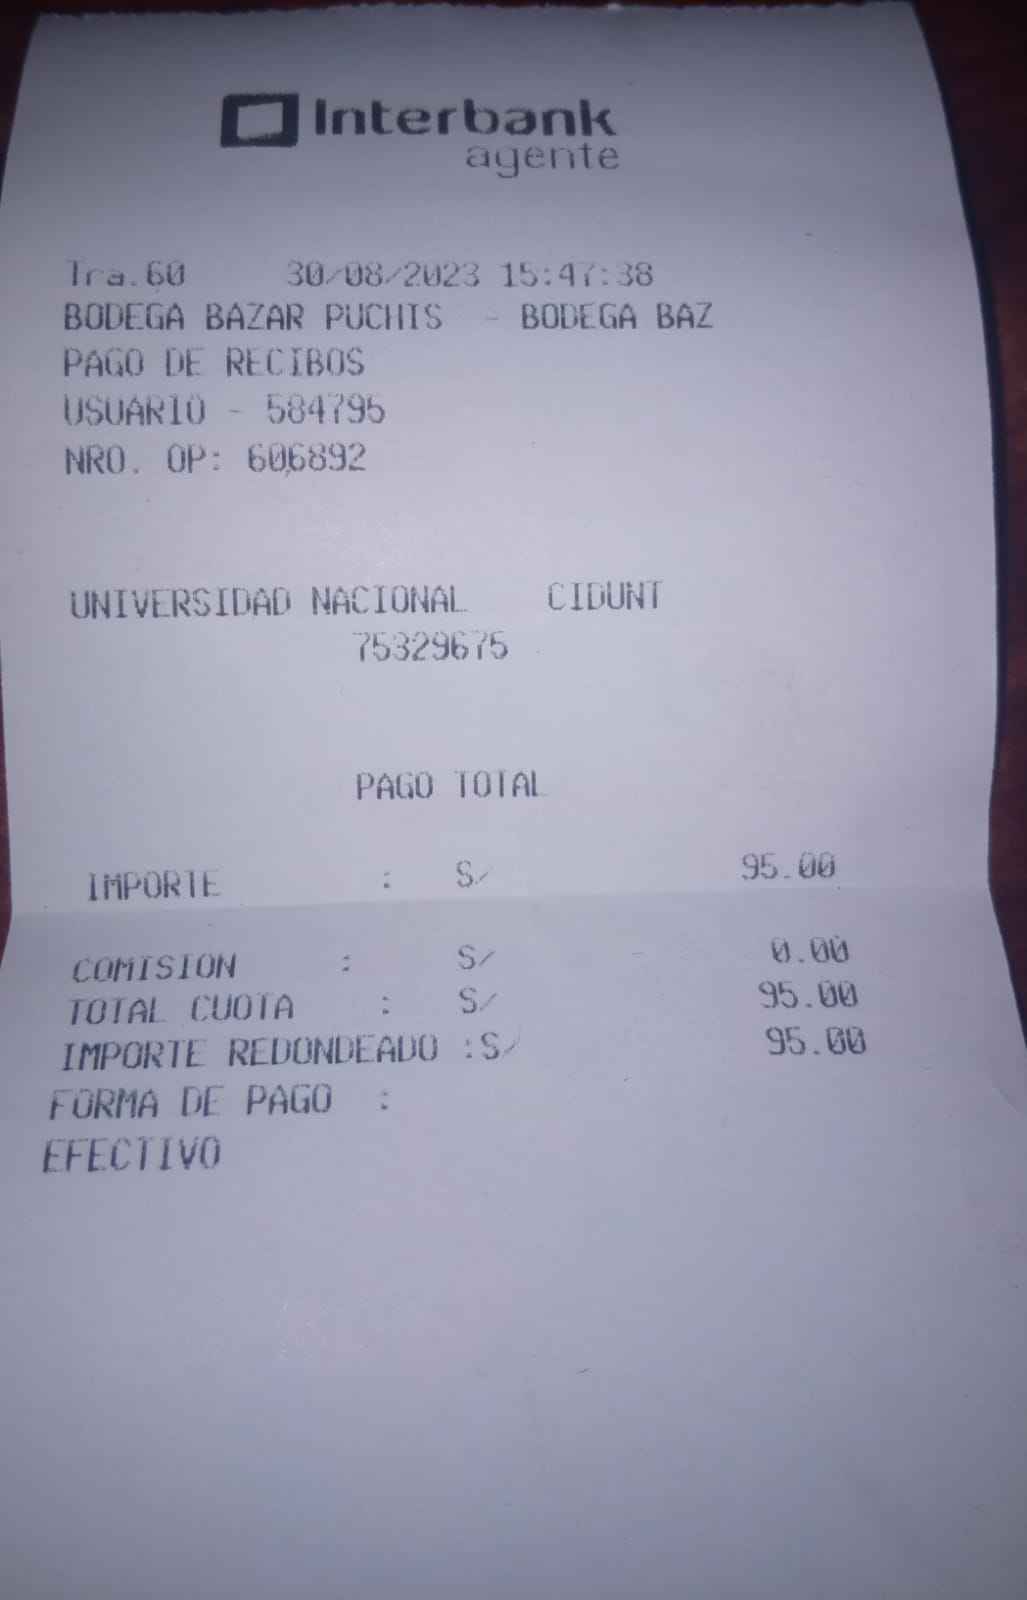 Interbank
agente
Tra.60 30/08/2023 15:47:38
BODEGA BAZAR PUCHIS - BODEGA BAZ
PAGO DE RECIBOS
USUARIO - 584795
NRO. OP: 606892
UNIVERSIDAD NACIONAL CIDUNT
75329675
PAGO TOTAL
IMPORTE : S/ 95.00
COMISION : S/ 0.00
TOTAL CUOTA : S/ 95.00
IMPORTE REDONDEADO :S/ 95.00
FORMA DE PAGO :
EFECTIVO